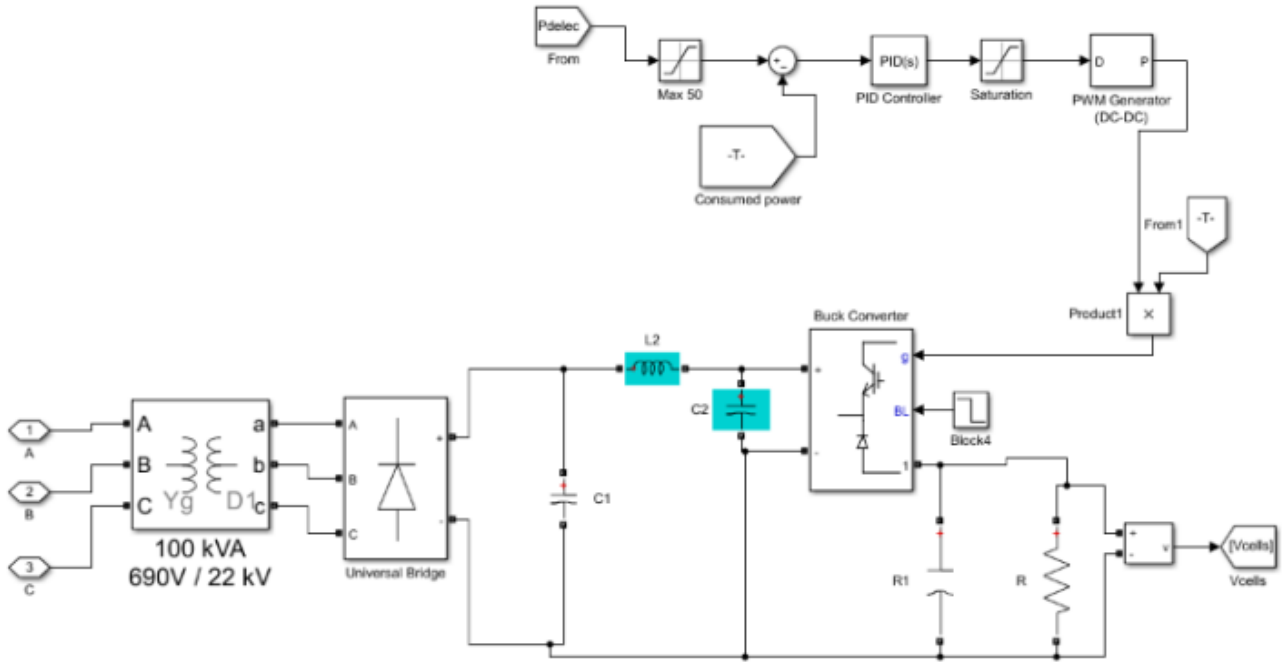 Pdelec
From
Max 50
+
-
PID(s)
PID Controller
Saturation
D P
PWM Generator
(DC-DC)
-T-
Consumed power
From1
-T-
Product1
×
Buck Converter
L2
C2
+
-
g
BL
1
Block4
1
A
2
B
3
C
A a
B b
C c
Yg D1
100 kVA
690V / 22 kV
A
B
C
+
-
Universal Bridge
C1
R1
R
+
-
v
[Vcells]
Vcells